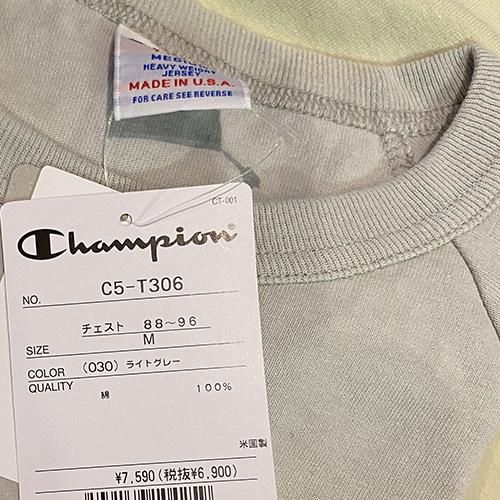 MEDIUM
HEAVY WEIGHT
JERSEY
MADE IN U.S.A.
FOR CARE SEE REVERSE
CT-001
Champion®
NO. C5-T306
チェスト 88〜96
SIZE M
COLOR (030) ライトグレー
QUALITY
綿 100%
米国製
¥7,590(税抜¥6,900)